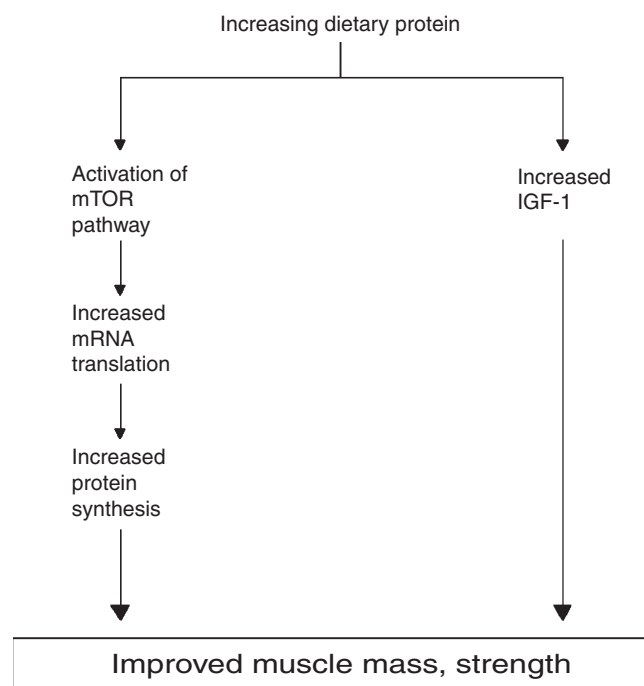 Increasing dietary protein
Activation of
mTOR
pathway
Increased
IGF-1
Increased
mRNA
translation
Increased
protein
synthesis
Improved muscle mass, strength